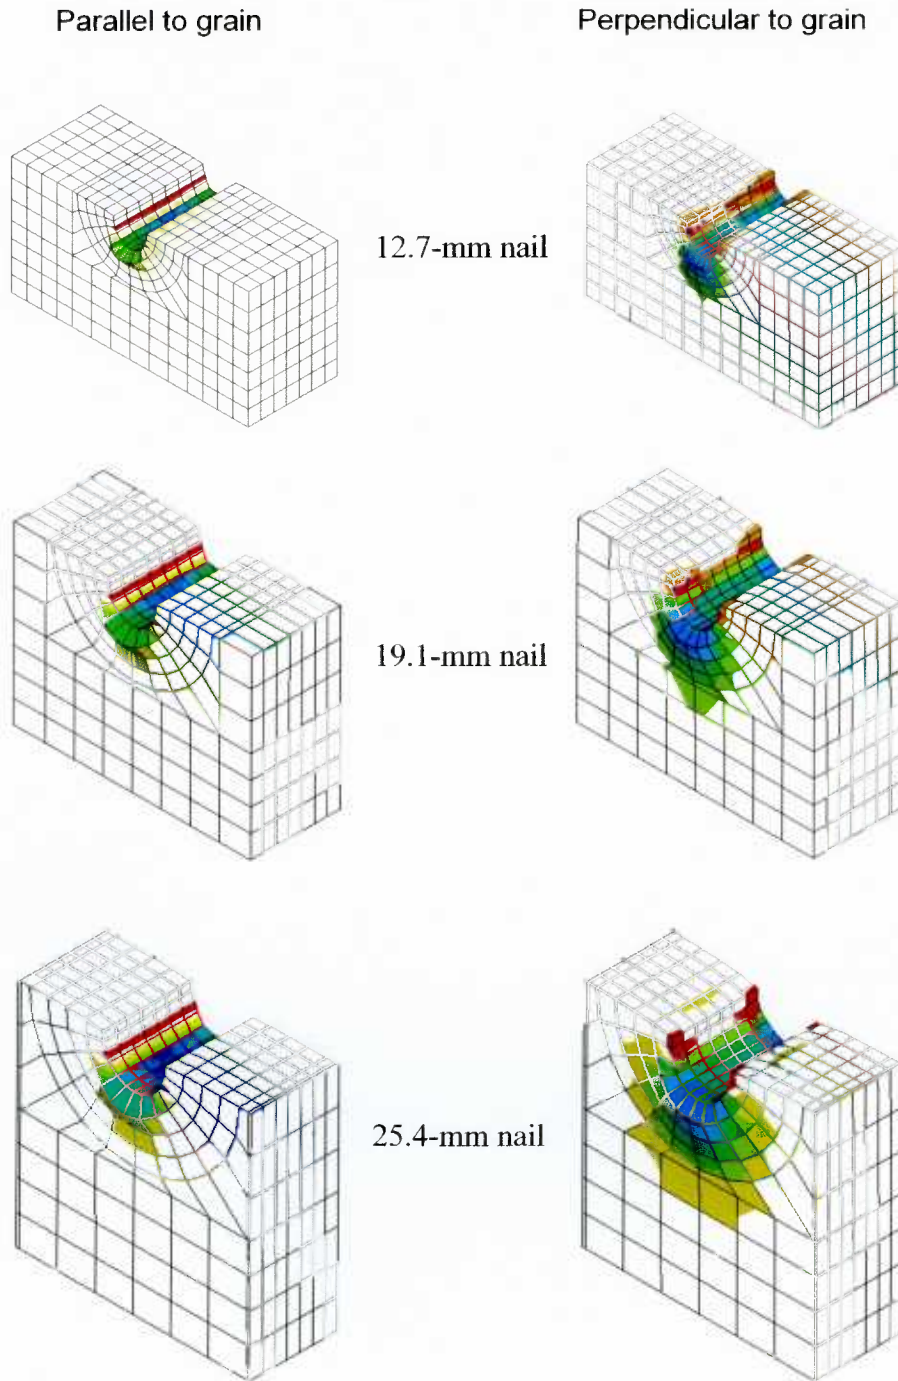 Parallel to grain
Perpendicular to grain
12.7-mm nail
19.1-mm nail
25.4-mm nail